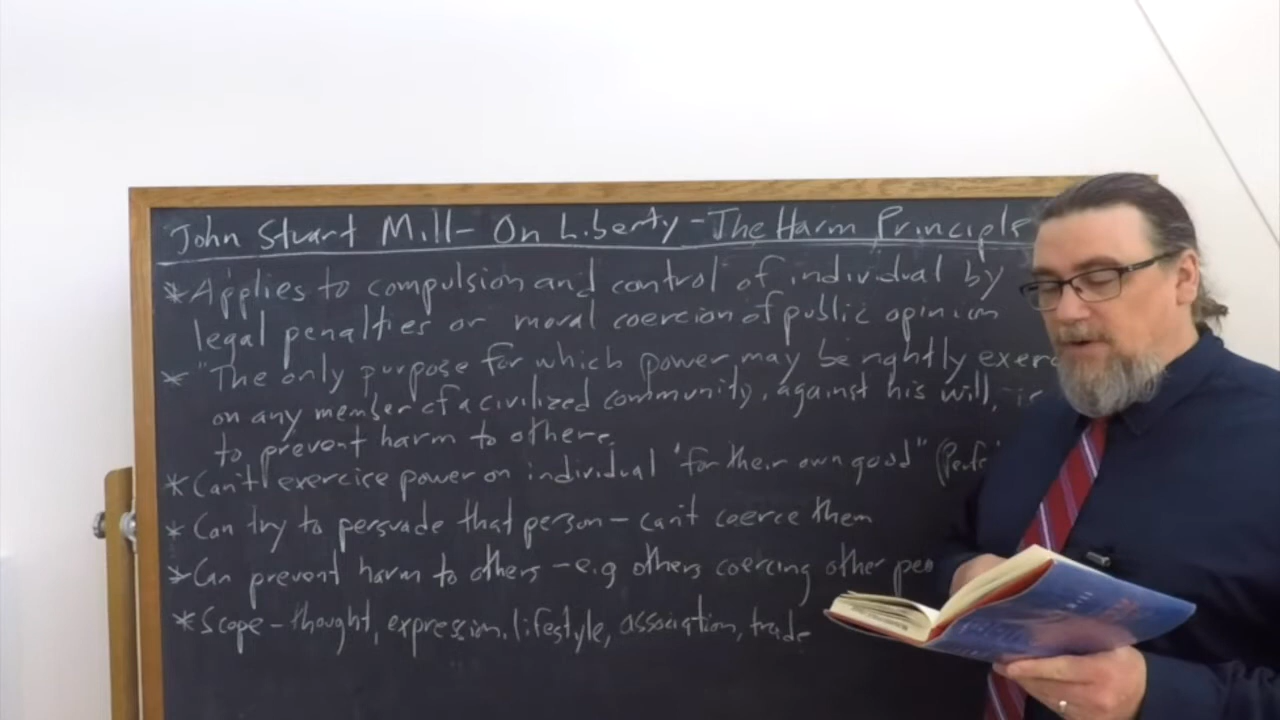 John Stuart Mill - On Liberty - The Harm Principle
* Applies to compulsion and control of individual by
legal penalties or moral coercion of public opinion
* "The only purpose for which power may be rightly exerc
on any member of a civilized community, against his will, is
to prevent harm to others.
* Can't exercise power on individual "for their own good"
* Can try to persuade that person - can't coerce them
* Can prevent harm to others - e.g others coercing other peo
* Scope - thought, expression, lifestyle, association, trade